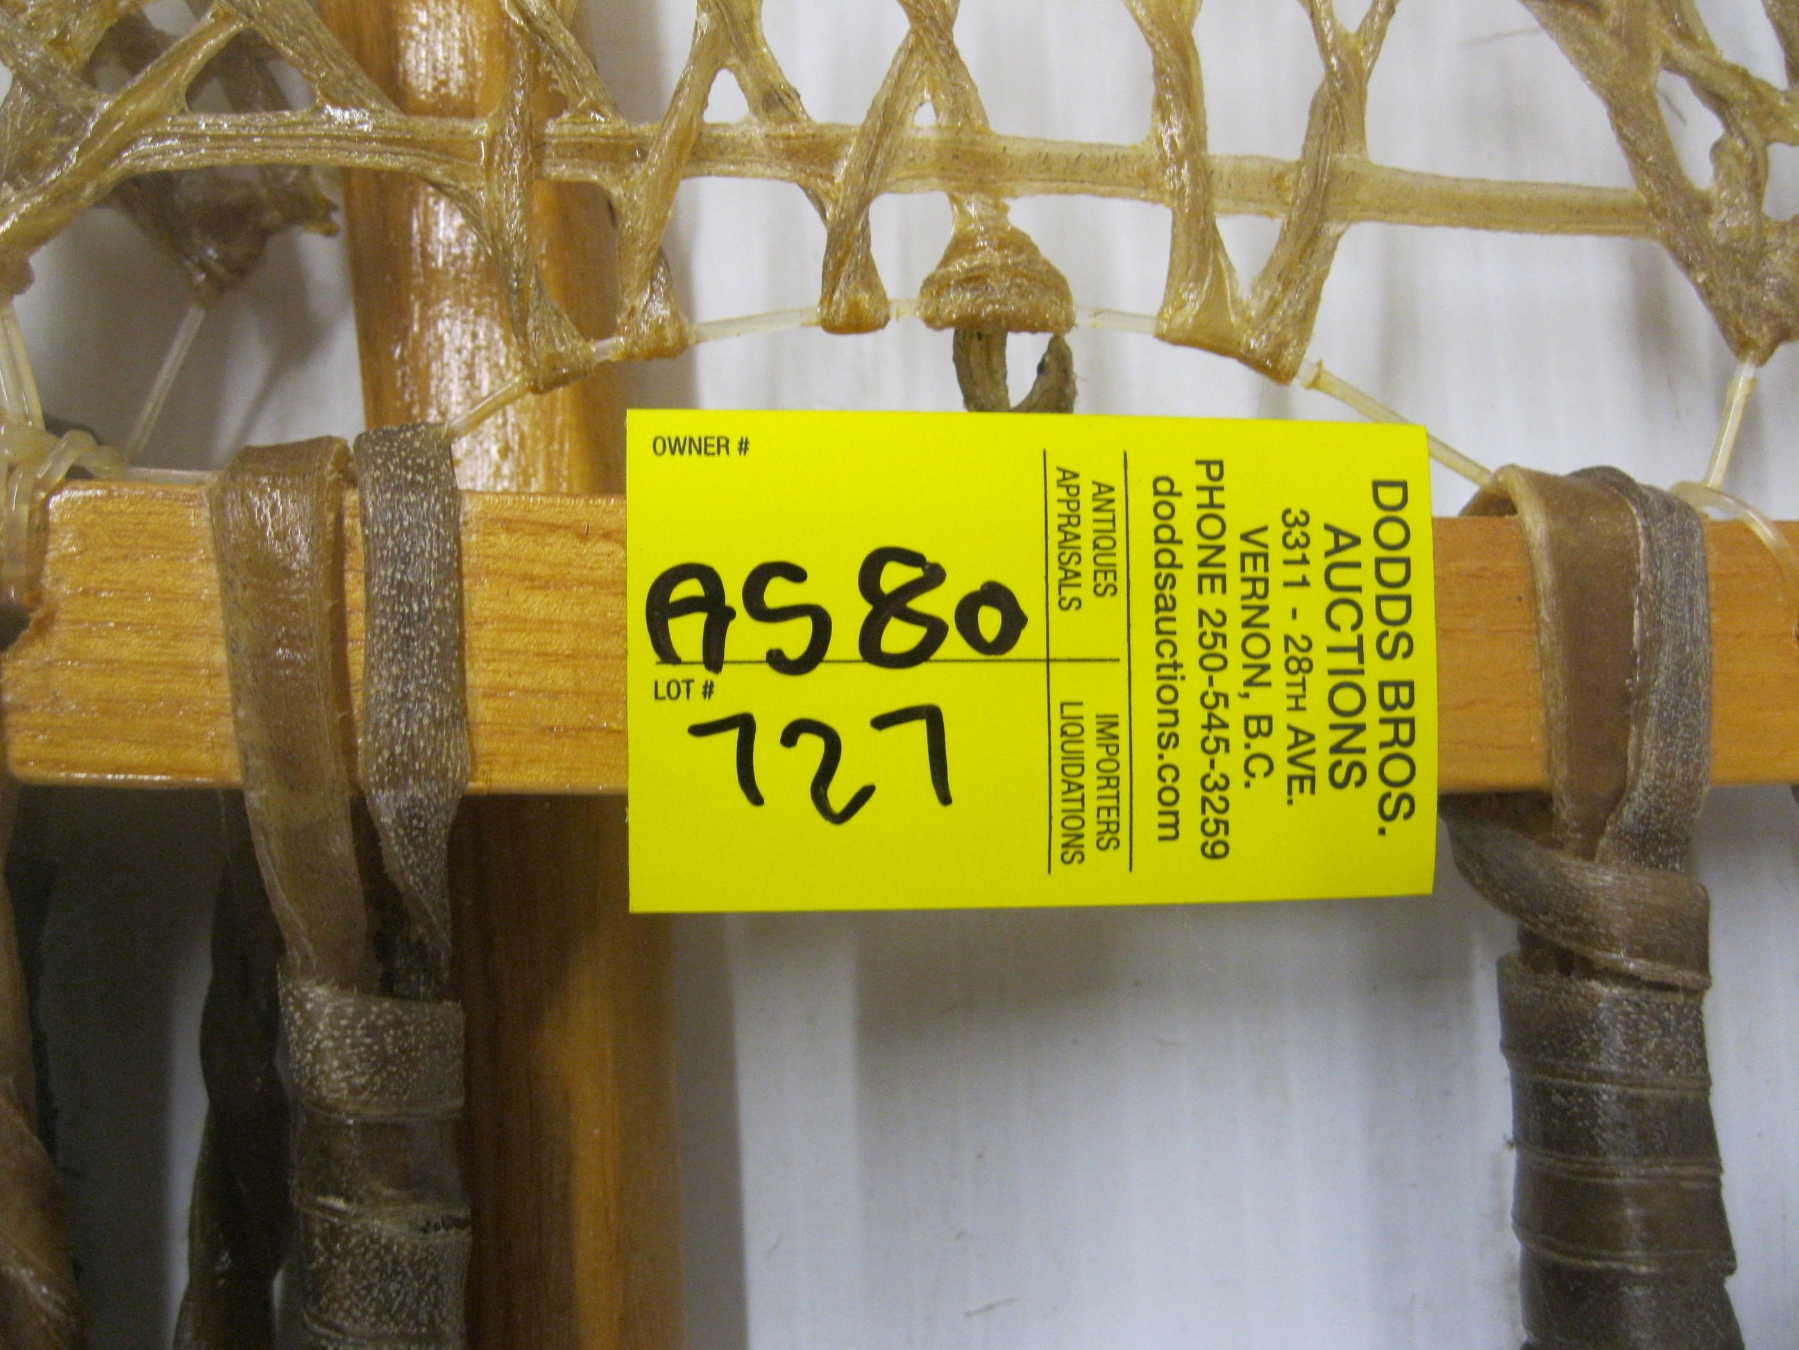 DODDS BROS.
AUCTIONS
3311 - 28TH AVE.
VERNON, B.C.
PHONE 250-545-3259
doddsauctions.com
ANTIQUES
APPRAISALS
IMPORTERS
LIQUIDATIONS
OWNER #
AS80
LOT #
727